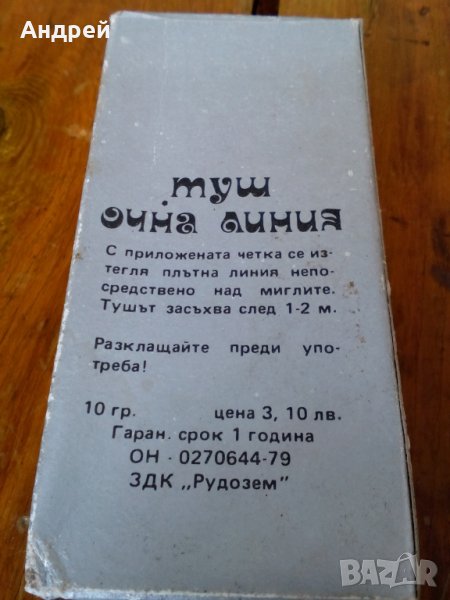 Андрей
туш
очна линия
С приложената четка се из-
тегля плътна линия непо-
средствено над миглите.
Тушът засъхва след 1-2 м.
Разклащайте преди упо-
треба!
10 гр. цена 3, 10 лв.
Гаран. срок 1 година
ОН - 0270644-79
ЗДК „Рудозем"
BAZAR